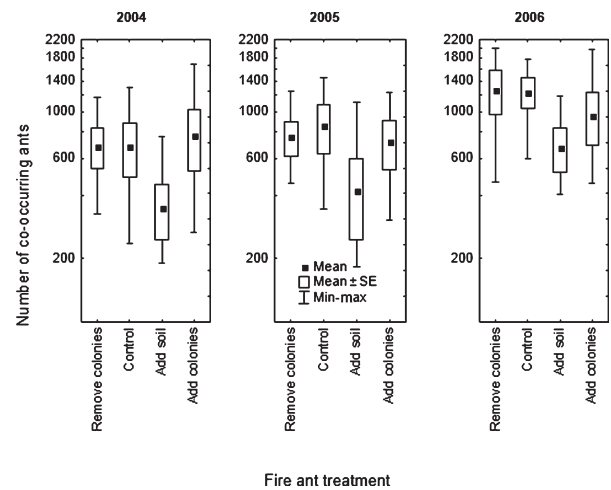 2004
2005
2006
Number of co-occurring ants
2200
1800
1400
1000
600
200
2200
1800
1400
1000
600
200
2200
1800
1400
1000
600
200
Mean
Mean ± SE
Min-max
Remove colonies
Control
Add soil
Add colonies
Remove colonies
Control
Add soil
Add colonies
Remove colonies
Control
Add soil
Add colonies
Fire ant treatment